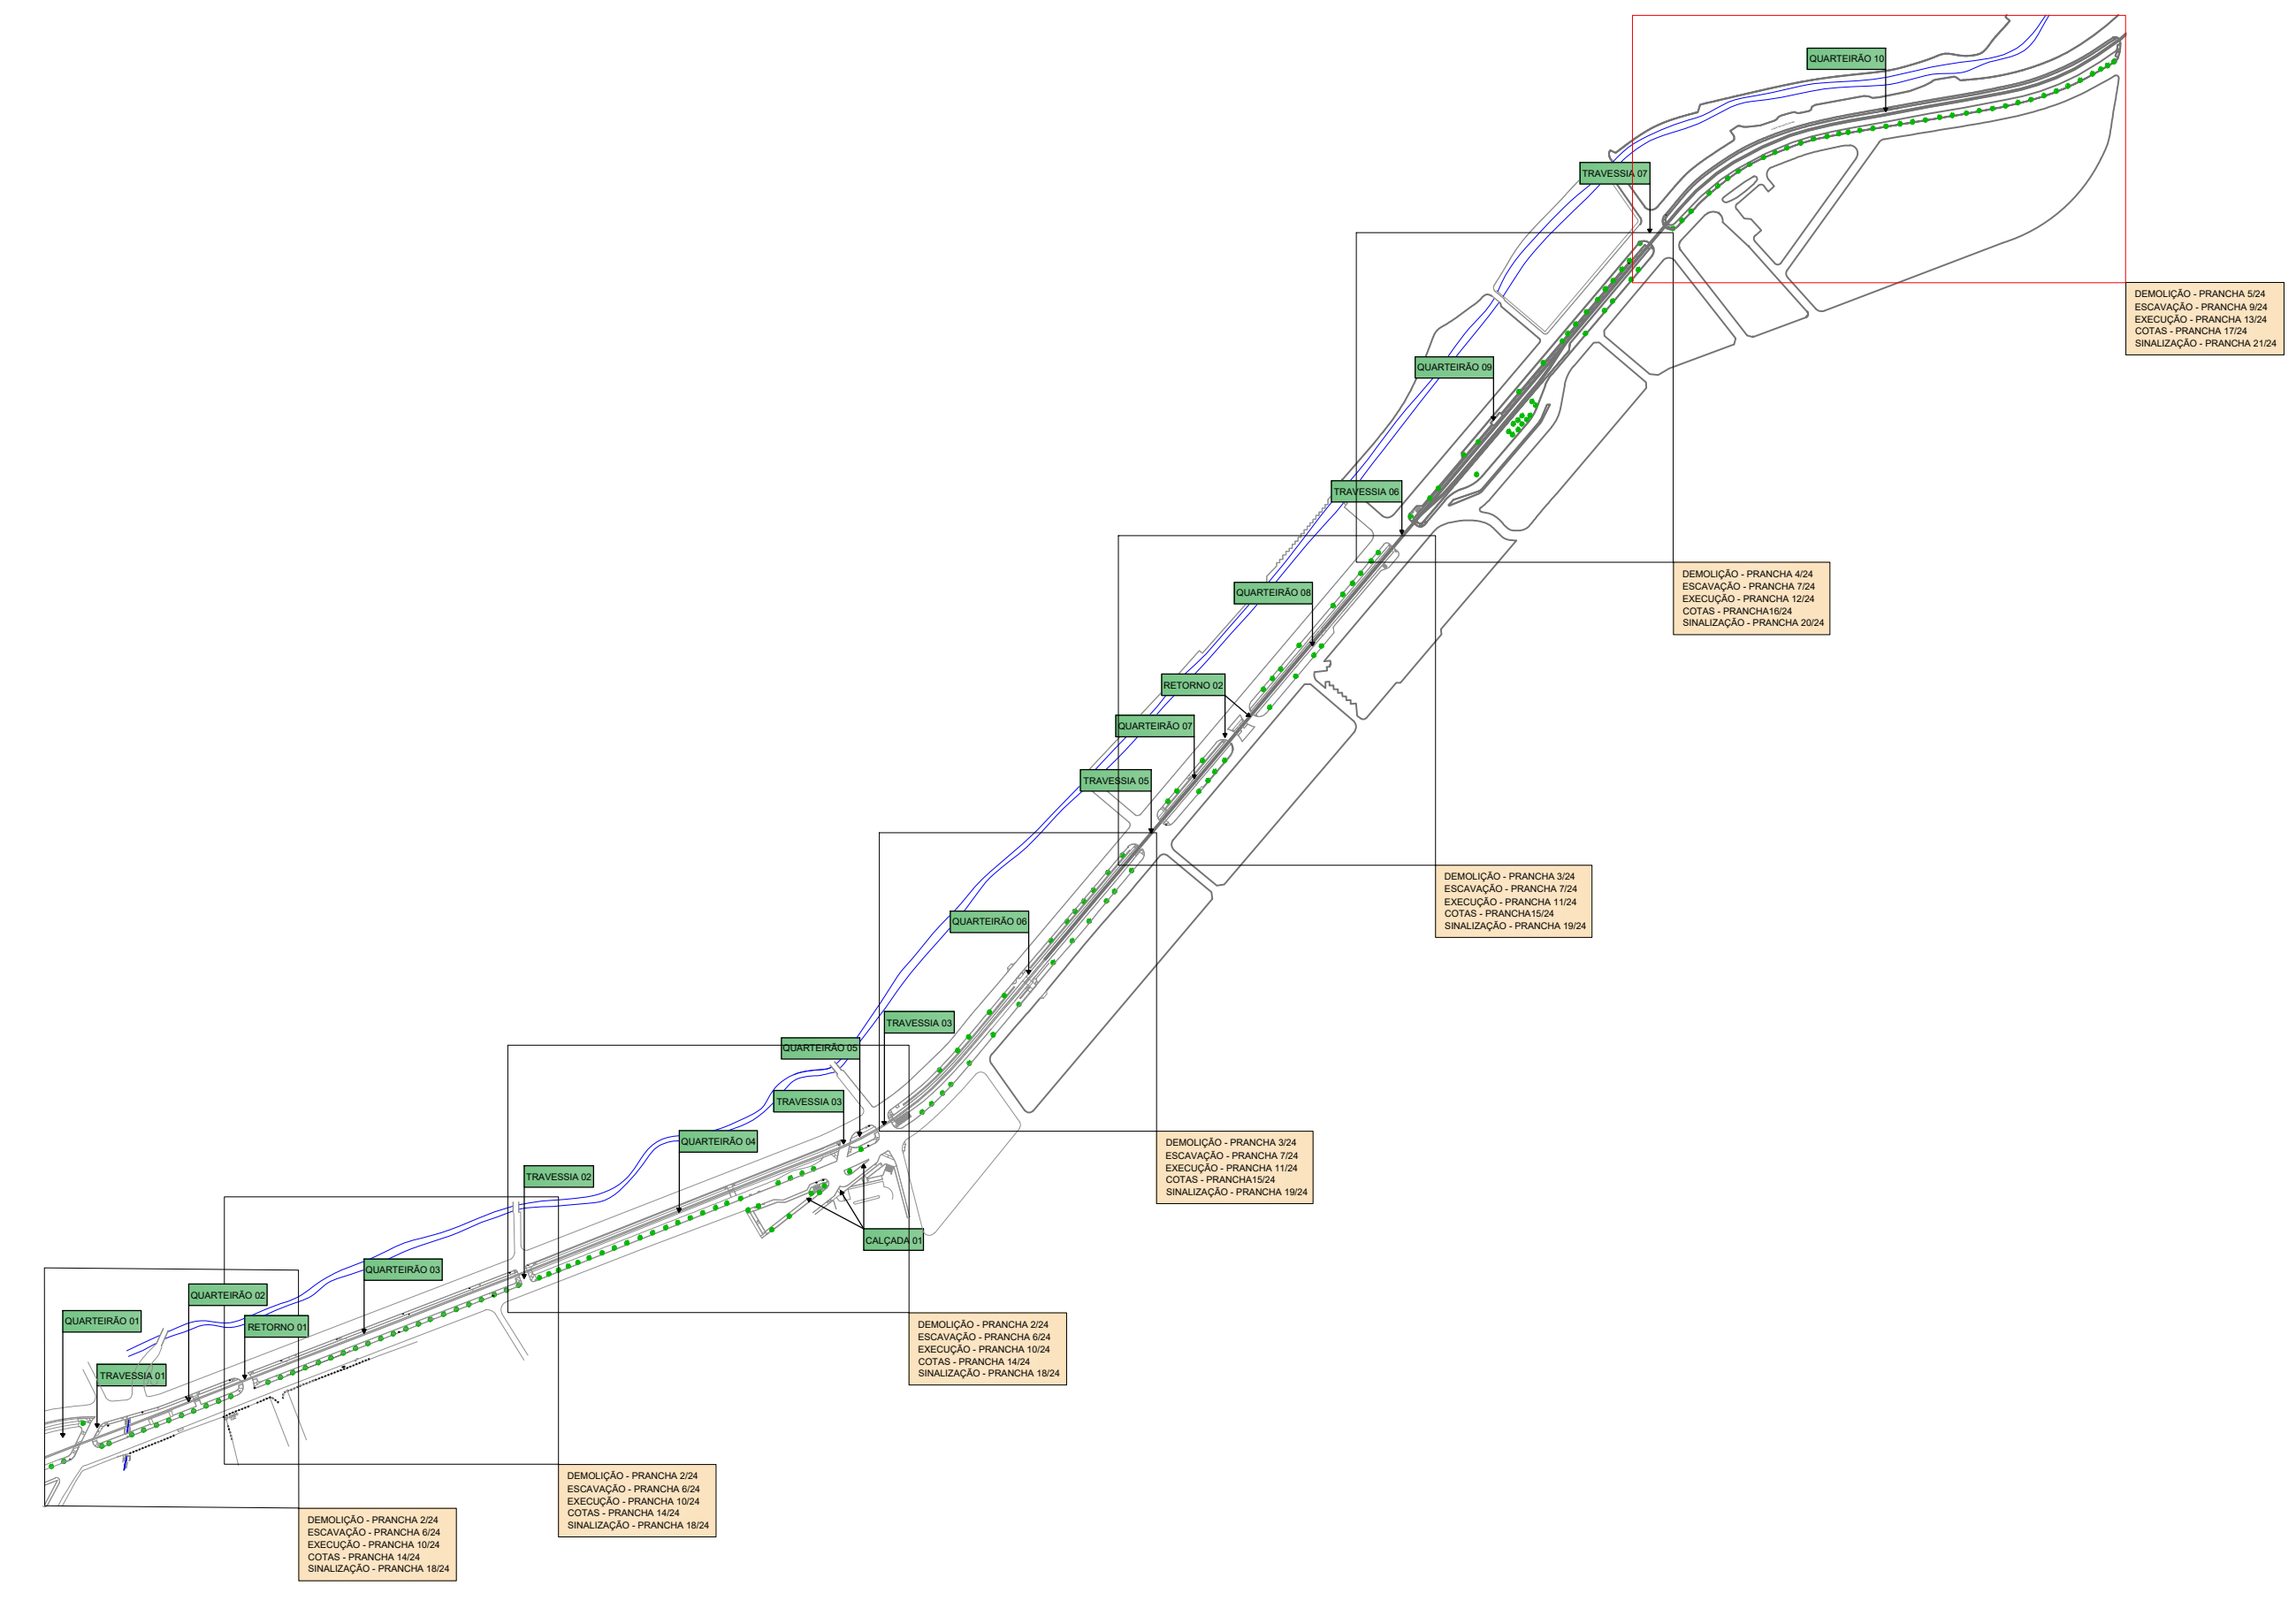 QUARTEIRÃO 10
TRAVESSIA 07
DEMOLIÇÃO - PRANCHA 5/24
ESCAVAÇÃO - PRANCHA 9/24
EXECUÇÃO - PRANCHA 13/24
COTAS - PRANCHA 17/24
SINALIZAÇÃO - PRANCHA 21/24
QUARTEIRÃO 09
TRAVESSIA 06
DEMOLIÇÃO - PRANCHA 4/24
ESCAVAÇÃO - PRANCHA 7/24
EXECUÇÃO - PRANCHA 12/24
COTAS - PRANCHA16/24
SINALIZAÇÃO - PRANCHA 20/24
QUARTEIRÃO 08
RETORNO 02
QUARTEIRÃO 07
TRAVESSIA 05
DEMOLIÇÃO - PRANCHA 3/24
ESCAVAÇÃO - PRANCHA 7/24
EXECUÇÃO - PRANCHA 11/24
COTAS - PRANCHA15/24
SINALIZAÇÃO - PRANCHA 19/24
QUARTEIRÃO 06
TRAVESSIA 03
QUARTEIRÃO 05
TRAVESSIA 03
QUARTEIRÃO 04
DEMOLIÇÃO - PRANCHA 3/24
ESCAVAÇÃO - PRANCHA 7/24
EXECUÇÃO - PRANCHA 11/24
COTAS - PRANCHA15/24
SINALIZAÇÃO - PRANCHA 19/24
TRAVESSIA 02
CALÇADA 01
QUARTEIRÃO 03
QUARTEIRÃO 02
QUARTEIRÃO 01
RETORNO 01
DEMOLIÇÃO - PRANCHA 2/24
ESCAVAÇÃO - PRANCHA 6/24
EXECUÇÃO - PRANCHA 10/24
COTAS - PRANCHA 14/24
SINALIZAÇÃO - PRANCHA 18/24
TRAVESSIA 01
DEMOLIÇÃO - PRANCHA 2/24
ESCAVAÇÃO - PRANCHA 6/24
EXECUÇÃO - PRANCHA 10/24
COTAS - PRANCHA 14/24
SINALIZAÇÃO - PRANCHA 18/24
DEMOLIÇÃO - PRANCHA 2/24
ESCAVAÇÃO - PRANCHA 6/24
EXECUÇÃO - PRANCHA 10/24
COTAS - PRANCHA 14/24
SINALIZAÇÃO - PRANCHA 18/24